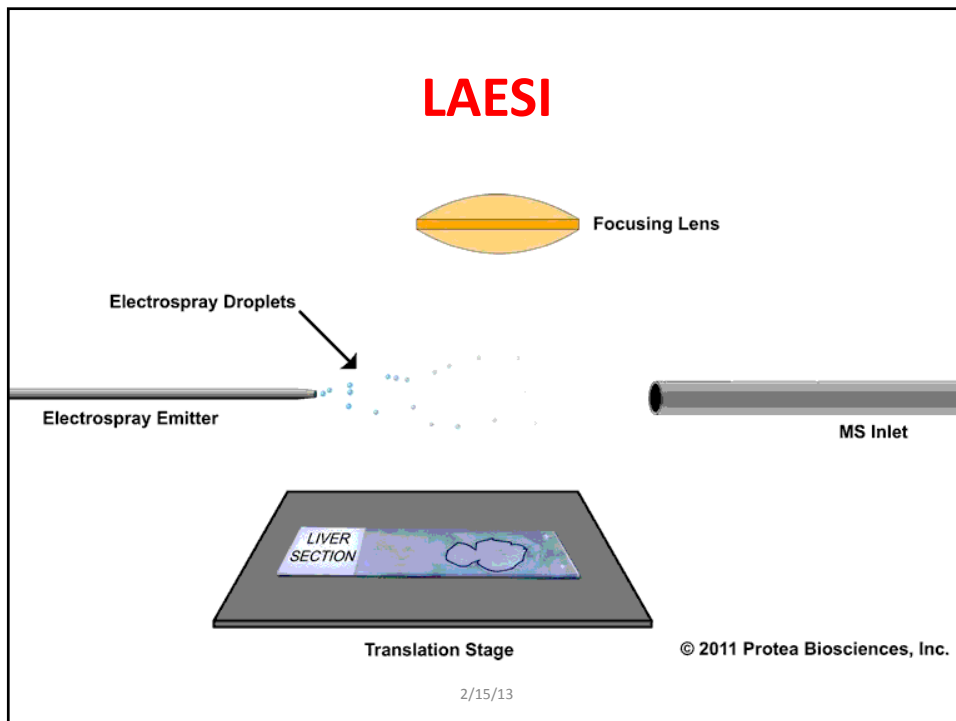 LAESI
Focusing Lens
Electrospray Droplets
Electrospray Emitter
MS Inlet
LIVER
SECTION
Translation Stage
© 2011 Protea Biosciences, Inc.
2/15/13